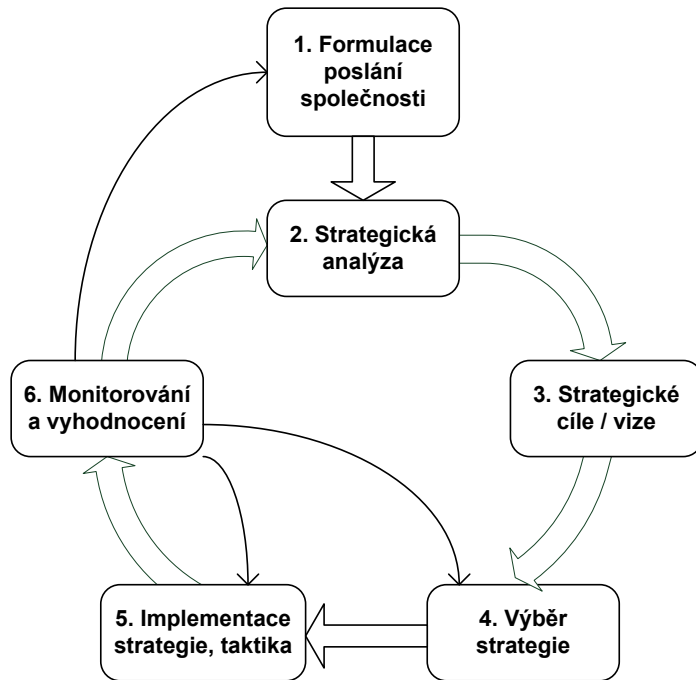 1. Formulace
poslání
společnosti
2. Strategická
analýza
3. Strategické
cíle / vize
4. Výběr
strategie
5. Implementace
strategie, taktika
6. Monitorování
a vyhodnocení